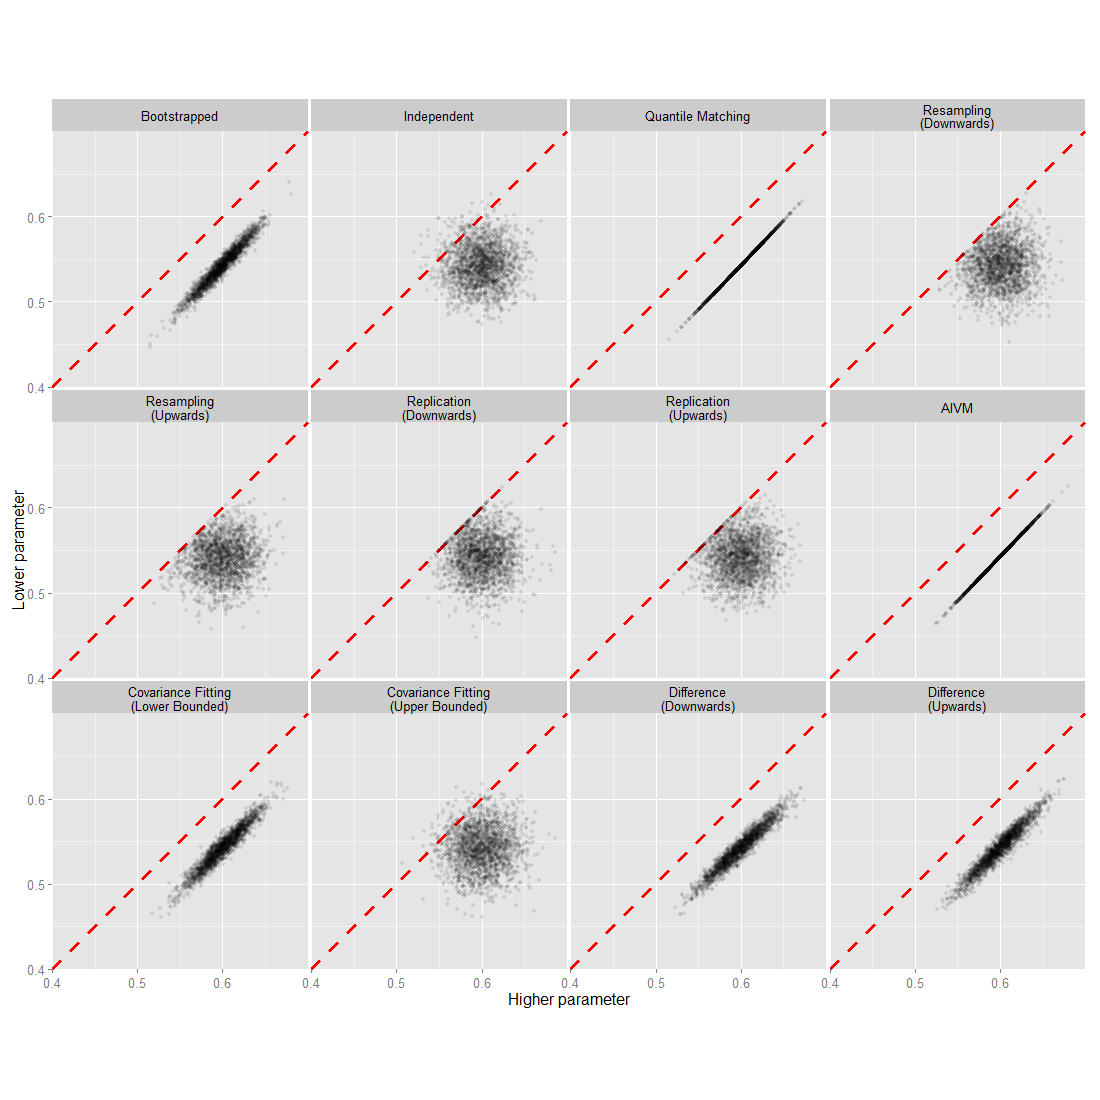 Bootstrapped
Independent
Quantile Matching
Resampling
(Downwards)
0.6
0.5
0.4
Resampling
(Upwards)
Replication
(Downwards)
Replication
(Upwards)
AIVM
0.6
0.5
0.4
Lower parameter
Covariance Fitting
(Lower Bounded)
Covariance Fitting
(Upper Bounded)
Difference
(Downwards)
Difference
(Upwards)
0.6
0.5
0.4
0.4 0.5 0.6 0.4 0.5 0.6 0.4 0.5 0.6 0.4 0.5 0.6
Higher parameter